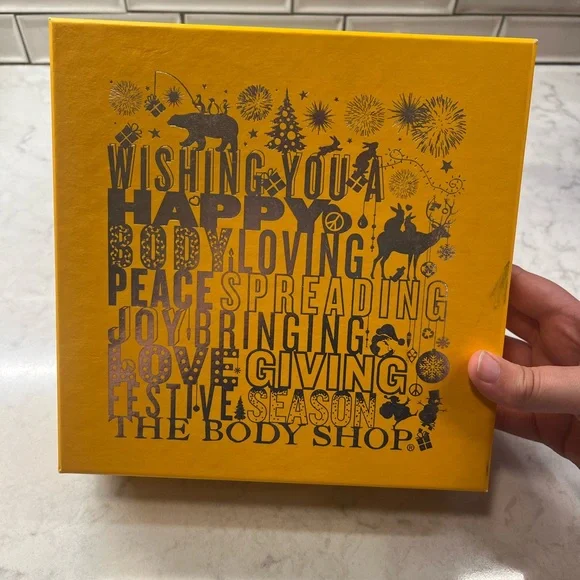 WISHING YOU A
HAPPY
BODY LOVING
PEACE SPREADING
JOY BRINGING
LOVE GIVING
FESTIVE SEASON
THE BODY SHOP®